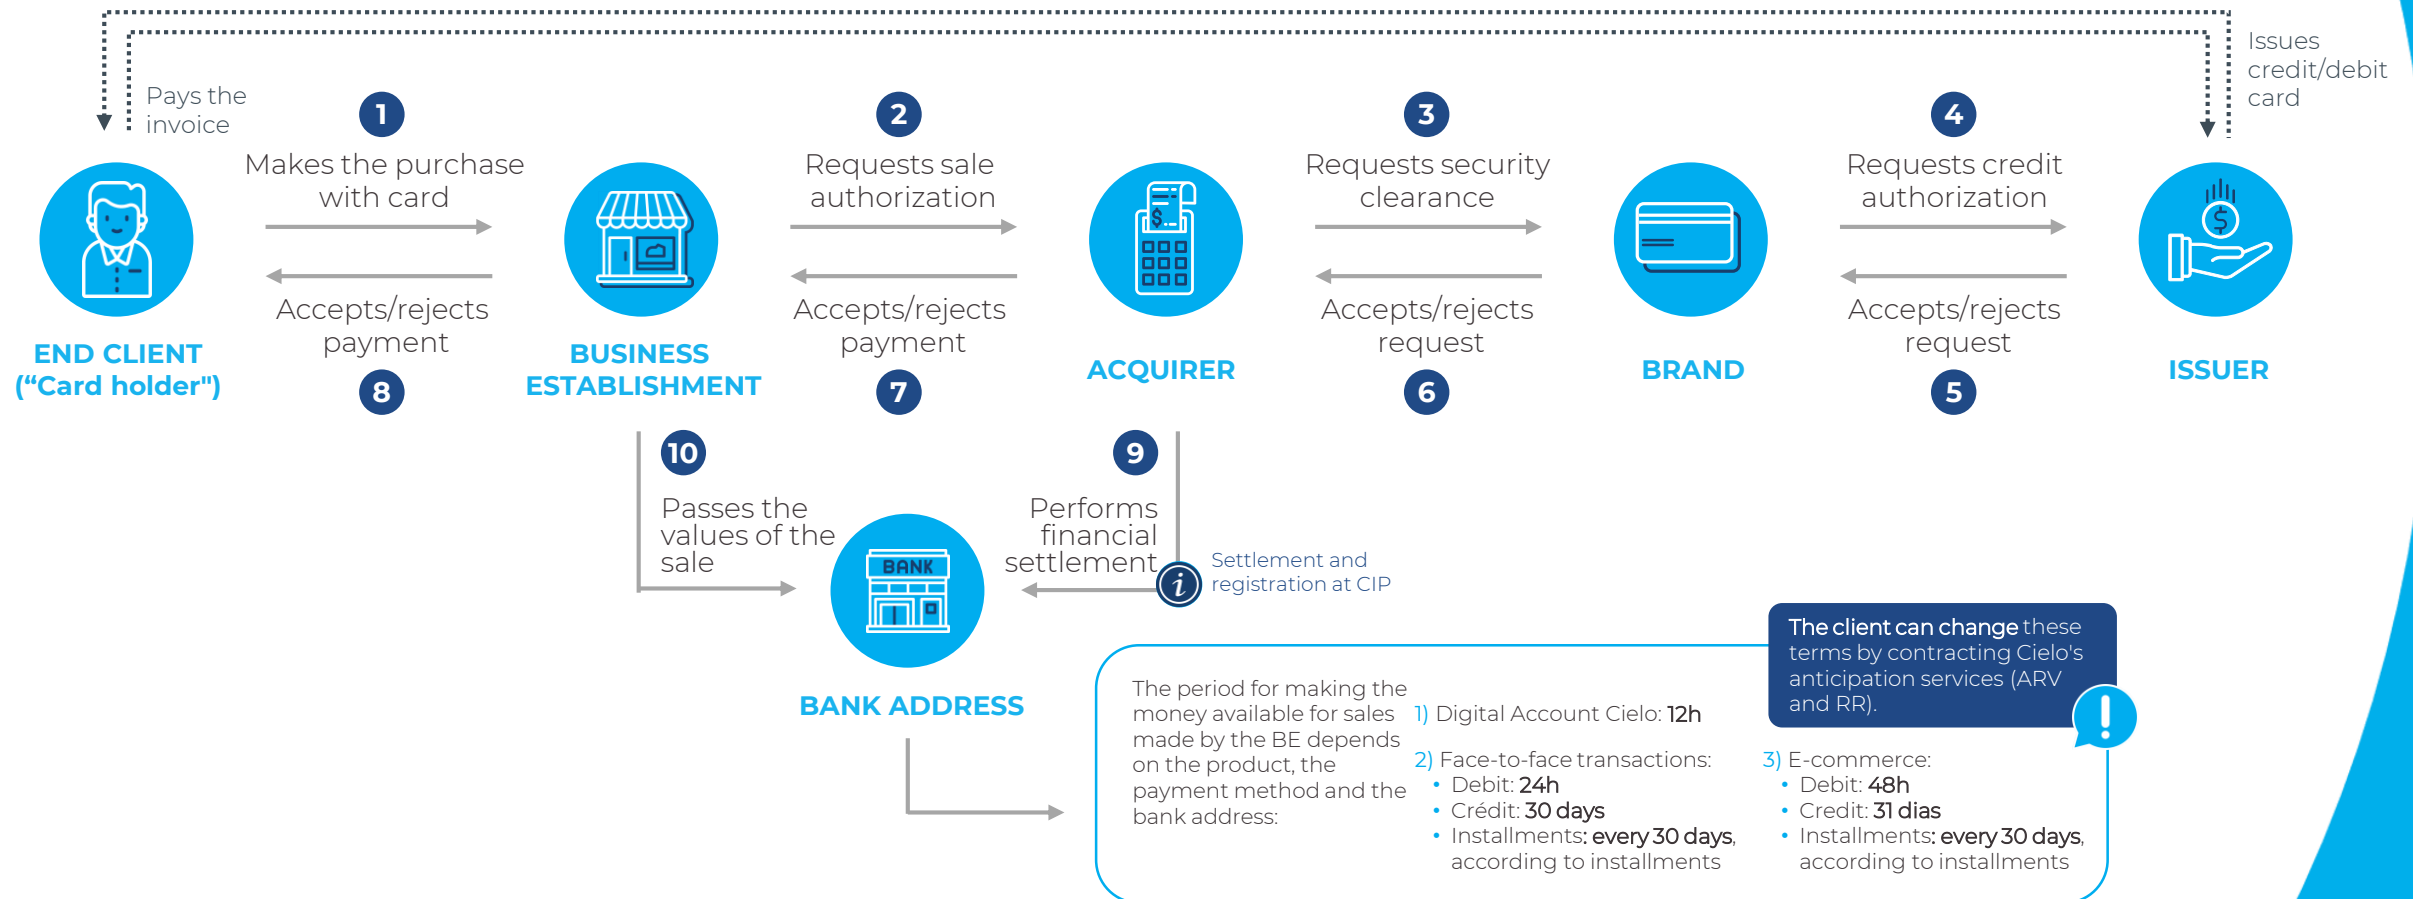 Issues
credit/debit
card
Pays the
invoice
1
Makes the purchase
with card
2
Requests sale
authorization
3
Requests security
clearance
4
Requests credit
authorization
$
$
Accepts/rejects
payment
8
Accepts/rejects
payment
7
Accepts/rejects
request
6
Accepts/rejects
request
5
END CLIENT
(“Card holder")
BUSINESS
ESTABLISHMENT
ACQUIRER
BRAND
ISSUER
10
Passes the
values of the
sale
9
Performs
financial
settlement
i
Settlement and
registration at CIP
BANK
BANK ADDRESS
The client can change these
terms by contracting Cielo's
anticipation services (ARV
and RR).
!
The period for making the
money available for sales
made by the BE depends
on the product, the
payment method and the
bank address:
1) Digital Account Cielo: 12h
2) Face-to-face transactions:
• Debit: 24h
• Crédit: 30 days
• Installments: every 30 days,
according to installments
3) E-commerce:
• Debit: 48h
• Credit: 31 dias
• Installments: every 30 days,
according to installments